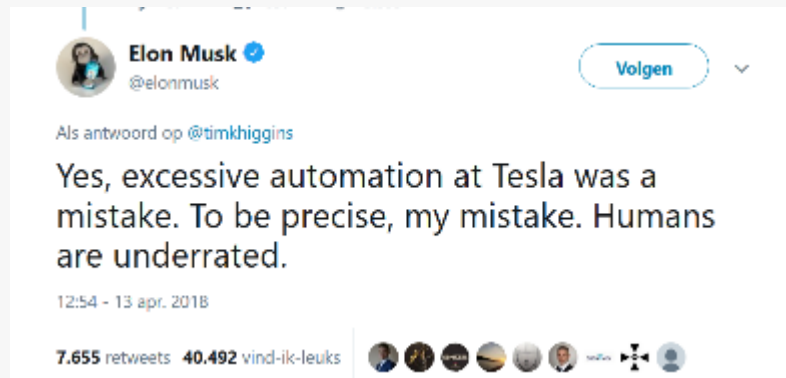 Elon Musk
@elonmusk
Volgen
Als antwoord op @timkhiggins
Yes, excessive automation at Tesla was a
mistake. To be precise, my mistake. Humans
are underrated.
12:54 - 13 apr. 2018
7.655 retweets 40.492 vind-ik-leuks